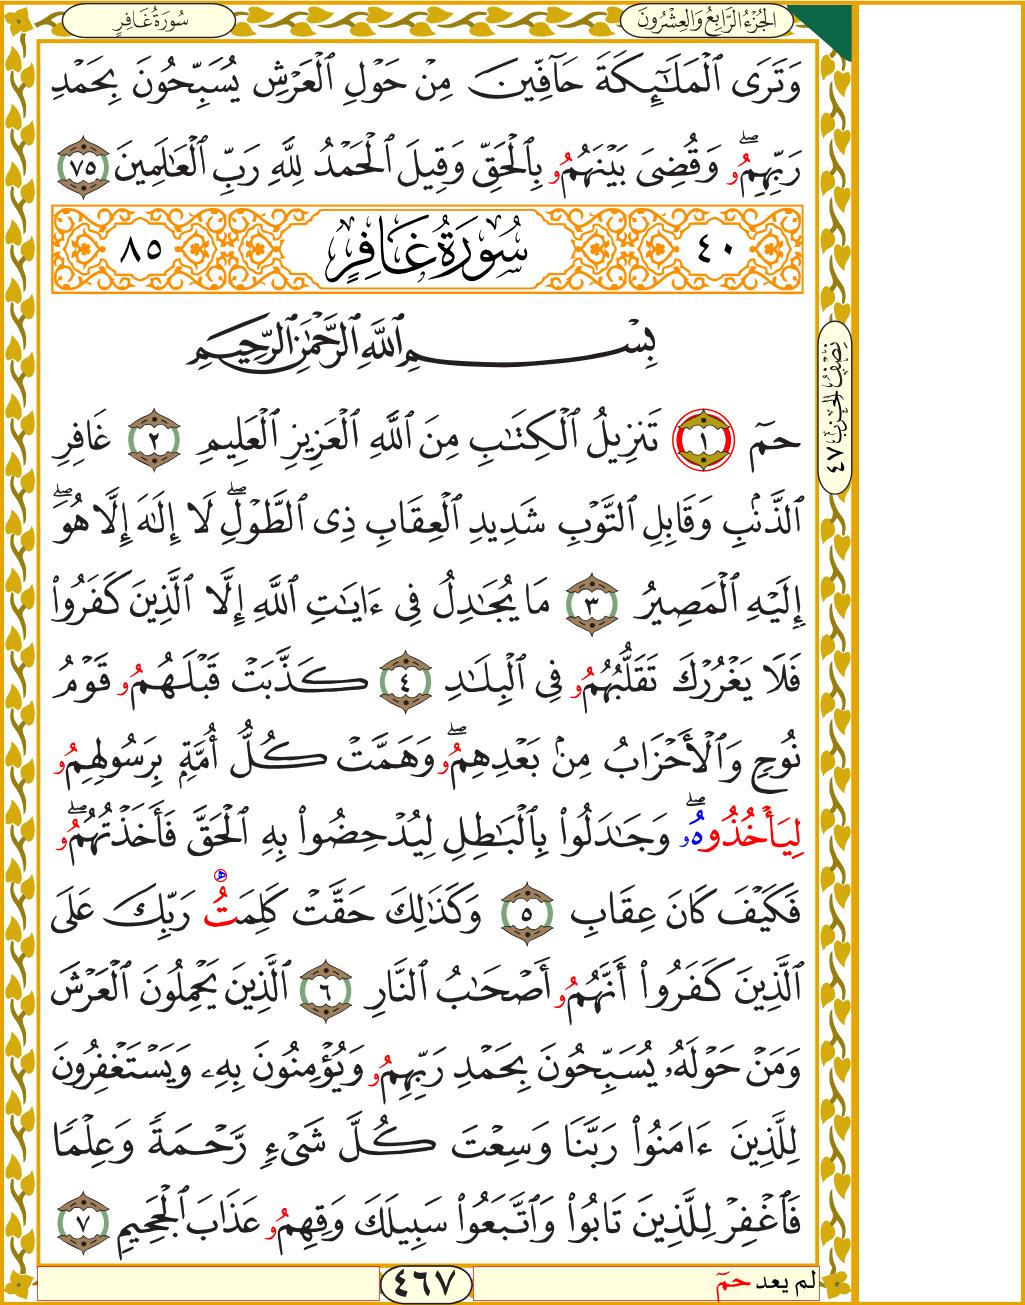 الجُزْءُ الرَّابِعُ وَالعِشْرُونَ
سُورَةُ غَافِرٍ
وَتَرَى ٱلْمَلَٰٓئِكَةَ حَآفِّينَ مِنْ حَوْلِ ٱلْعَرْشِ يُسَبِّحُونَ بِحَمْدِ
رَبِّهِمُۥۖ وَقُضِىَ بَيْنَهُمُۥ بِٱلْحَقِّ وَقِيلَ ٱلْحَمْدُ لِلَّهِ رَبِّ ٱلْعَٰلَمِينَ ٧٥
٤٠ سُورَةُ غَافِرٍ ٨٥
بِسْمِ ٱللَّهِ ٱلرَّحْمَٰنِ ٱلرَّحِيمِ
حمٓ ١ تَنزِيلُ ٱلْكِتَٰبِ مِنَ ٱللَّهِ ٱلْعَزِيزِ ٱلْعَلِيمِ ٢ غَافِرِ
ٱلذَّنۢبِ وَقَابِلِ ٱلتَّوْبِ شَدِيدِ ٱلْعِقَابِ ذِى ٱلطَّوْلِۖ لَا إِلَٰهَ إِلَّا هُوَۖ
إِلَيْهِ ٱلْمَصِيرُ ٣ مَا يُجَٰدِلُ فِى ءَايَٰتِ ٱللَّهِ إِلَّا ٱلَّذِينَ كَفَرُوا۟
فَلَا يَغْرُرْكَ تَقَلُّبُهُمُۥ فِى ٱلْبِلَٰدِ ٤ كَذَّبَتْ قَبْلَهُمُۥ قَوْمُ
نُوحٍ وَٱلْأَحْزَابُ مِنۢ بَعْدِهِمُۥۖ وَهَمَّتْ كُلُّ أُمَّةٍۭ بِرَسُولِهِمُۥ
لِيَأْخُذُوهُۥۖ وَجَٰدَلُوا۟ بِٱلْبَٰطِلِ لِيُدْحِضُوا۟ بِهِ ٱلْحَقَّ فَأَخَذتُّهُمُۥۖ
فَكَيْفَ كَانَ عِقَابِ ٥ وَكَذَٰلِكَ حَقَّتْ كَلِمَتُ رَبِّكَ عَلَى
ٱلَّذِينَ كَفَرُوا۟ أَنَّهُمُۥ أَصْحَٰبُ ٱلنَّارِ ٦ ٱلَّذِينَ يَحْمِلُونَ ٱلْعَرْشَ
وَمَنْ حَوْلَهُۥ يُسَبِّحُونَ بِحَمْدِ رَبِّهِمُۥ وَيُؤْمِنُونَ بِهِۦ وَيَسْتَغْفِرُونَ
لِلَّذِينَ ءَامَنُوا۟ رَبَّنَا وَسِعْتَ كُلَّ شَىْءٍ رَّحْمَةً وَعِلْمًا
فَٱغْفِرْ لِلَّذِينَ تَابُوا۟ وَٱتَّبَعُوا۟ سَبِيلَكَ وَقِهِمُۥ عَذَابَ ٱلْجَحِيمِ ٧
نِصْفُ الحِزْبِ ٤٧
لم يعد حمٓ
٤٦٧